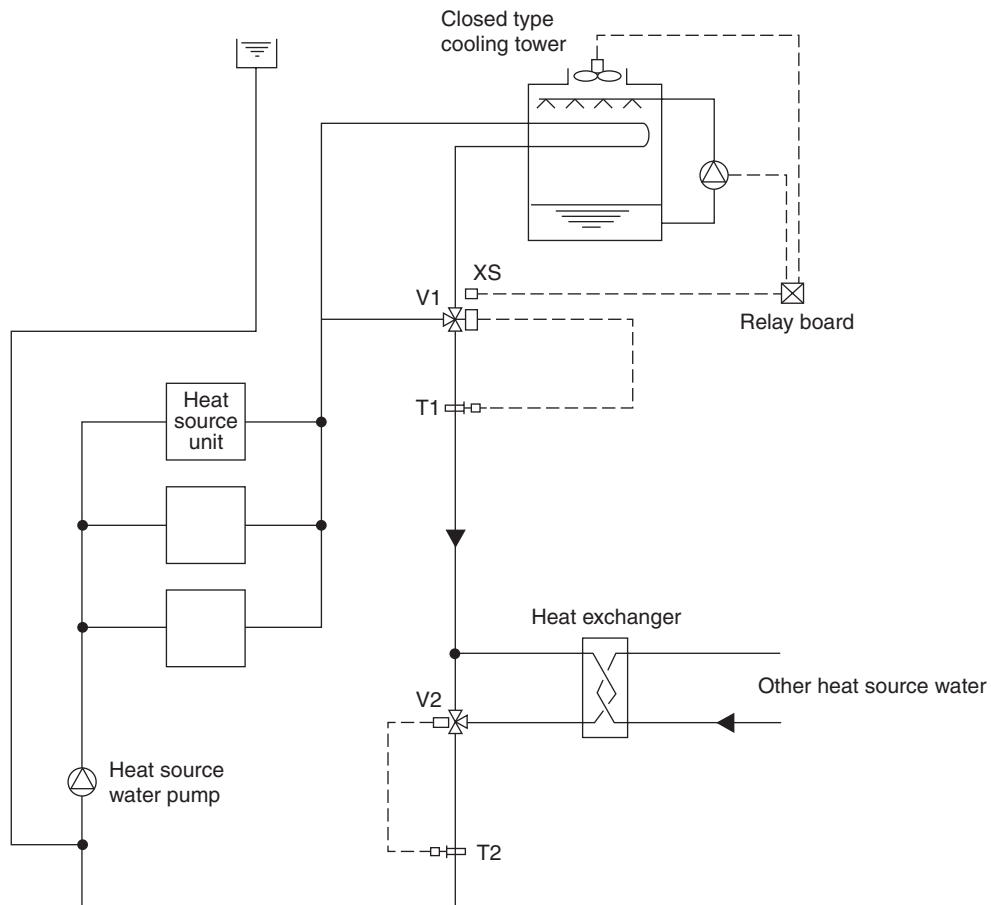 Closed type
cooling tower
XS
V1
Relay board
T1
Heat
source
unit
Heat exchanger
Other heat source water
V2
Heat source
water pump
T2